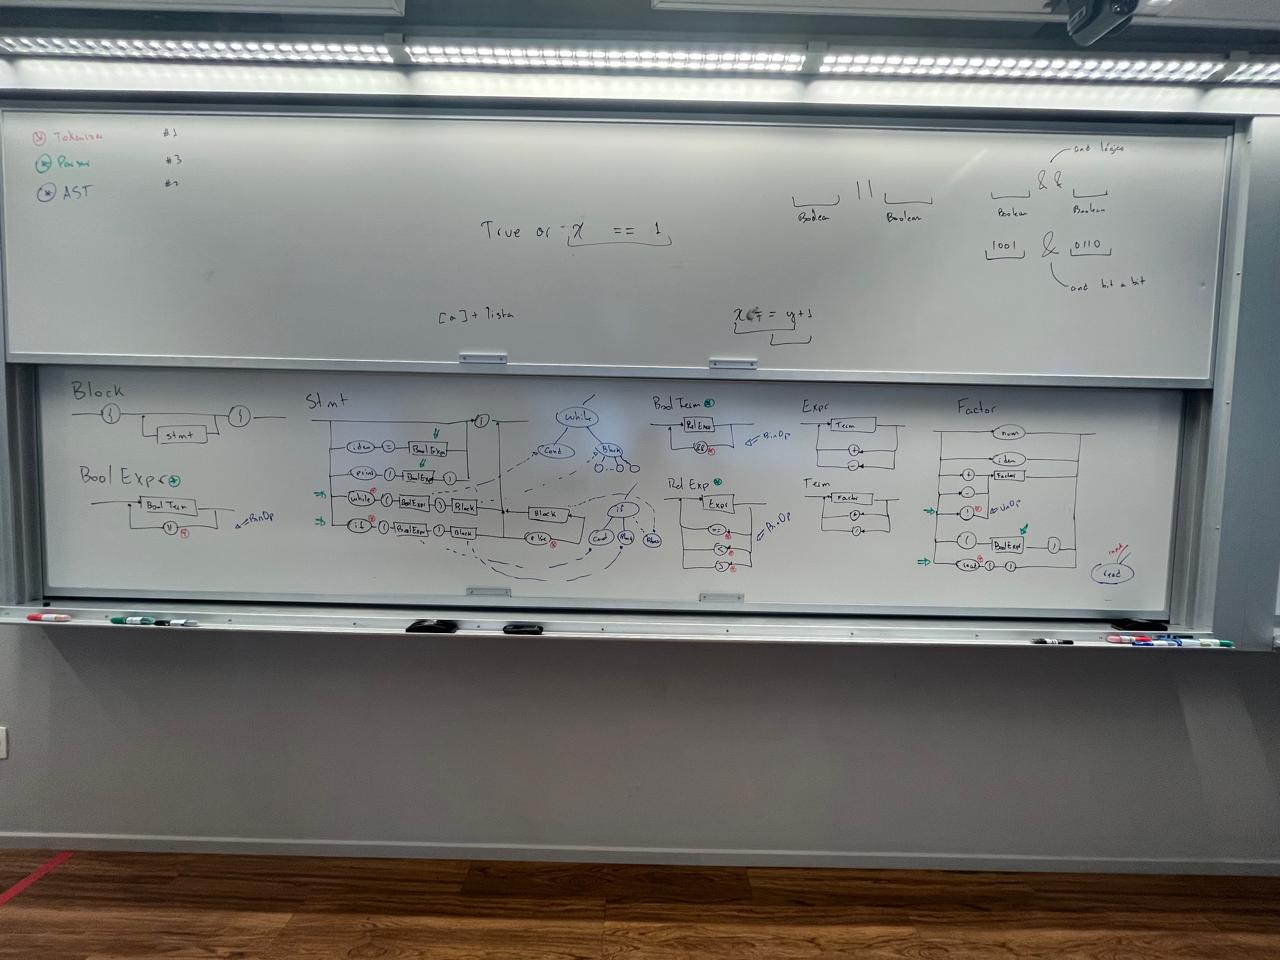 Tokenizer #1
Parser #3
AST
and lógico
||
&&
Boolean Boolean
Boolean Boolean
True or x == 1
1001 & 0110
and bit a bit
[a] + lista
= y+1
Block
{ }
stmt
Bool Expr
Bool Term
||
BinOp
Stmt
;
iden = Bool Expr
print ( Bool Expr )
while ( Bool Expr ) Block
if ( Bool Expr ) Block
Block
else
while
Cond Block
...
if
Cond Block Block
Bool Term
Rel Expr
&&
BinOp
Rel Exp
Expr
==
<
>
BinOp
Expr
Term
+
-
Term
Factor
*
/
Factor
num
iden
+ Factor
-
!
UnOp
( Bool Expr )
read ( )
read